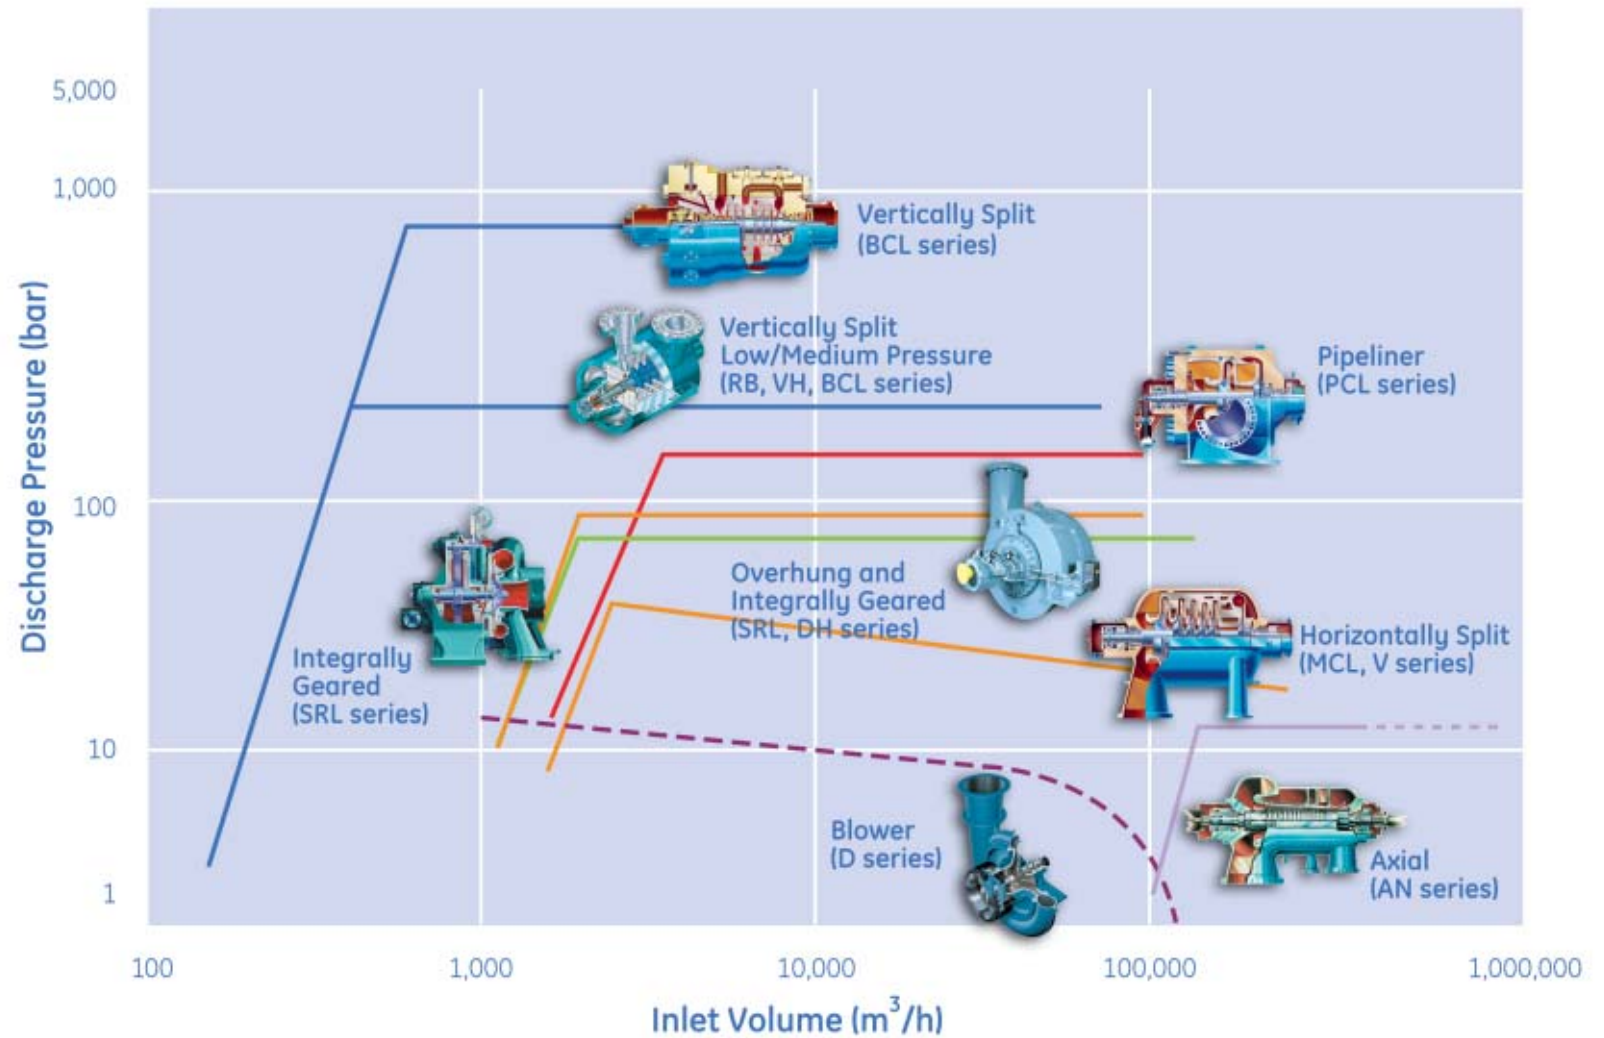 5,000
1,000
100
10
1
Discharge Pressure (bar)
Vertically Split
(BCL series)
Vertically Split
Low/Medium Pressure
(RB, VH, BCL series)
Pipeliner
(PCL series)
Overhung and
Integrally Geared
(SRL, DH series)
Integrally
Geared
(SRL series)
Horizontally Split
(MCL, V series)
Blower
(D series)
Axial
(AN series)
100
1,000
10,000
100,000
1,000,000
Inlet Volume (m³/h)